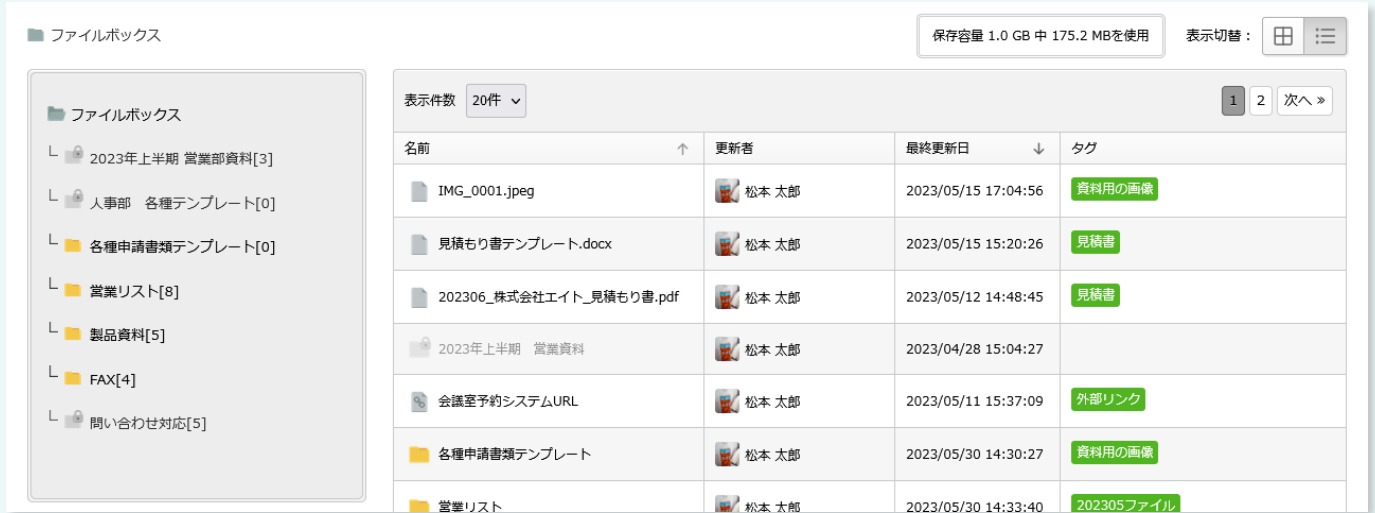 ファイルボックス
保存容量 1.0 GB 中 175.2 MBを使用
表示切替：
ファイルボックス
2023年上半期 営業部資料[3]
人事部　各種テンプレート[0]
各種申請書類テンプレート[0]
営業リスト[8]
製品資料[5]
FAX[4]
問い合わせ対応[5]
表示件数 20件
1 2 次へ »
名前 ↑ 更新者 最終更新日 ↓ タグ
IMG_0001.jpeg 松本 太郎 2023/05/15 17:04:56 資料用の画像
見積もり書テンプレート.docx 松本 太郎 2023/05/15 15:20:26 見積書
202306_株式会社エイト_見積もり書.pdf 松本 太郎 2023/05/12 14:48:45 見積書
2023年上半期　営業資料 松本 太郎 2023/04/28 15:04:27
会議室予約システムURL 松本 太郎 2023/05/11 15:37:09 外部リンク
各種申請書類テンプレート 松本 太郎 2023/05/30 14:30:27 資料用の画像
営業リスト 松本 太郎 2023/05/30 14:33:40 202305ファイル